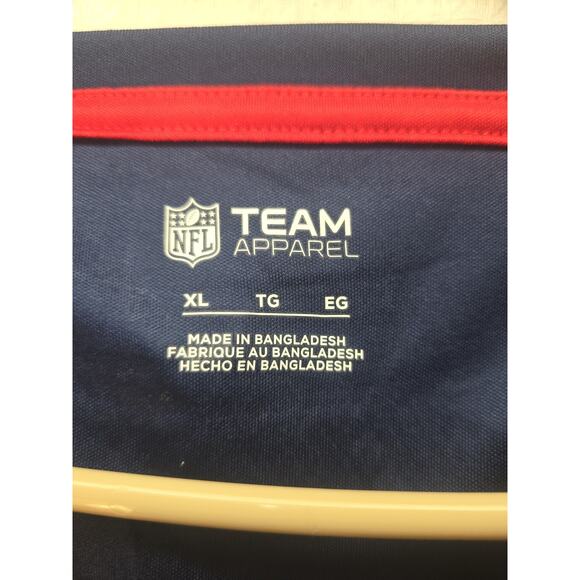 NFL TEAM
APPAREL
XL TG EG
MADE IN BANGLADESH
FABRIQUE AU BANGLADESH
HECHO EN BANGLADESH